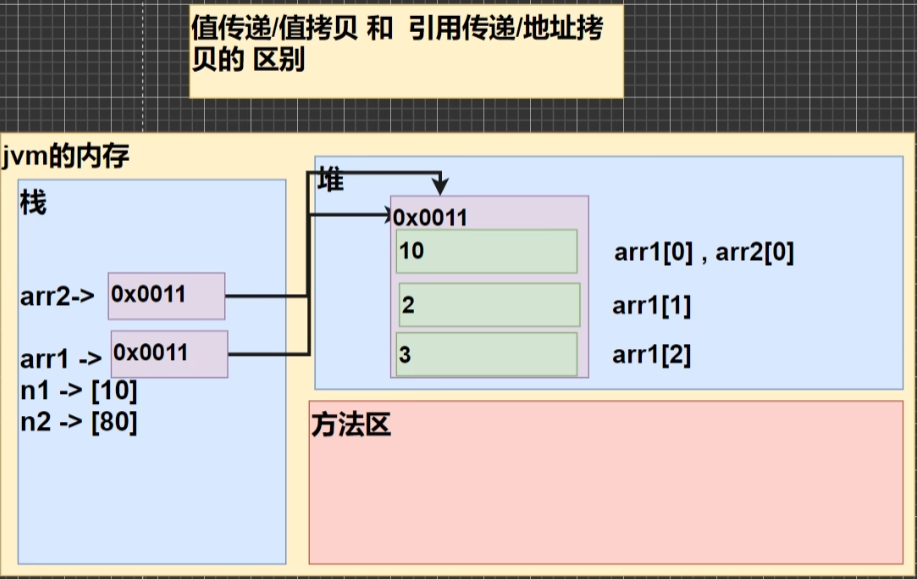 值传递/值拷贝 和 引用传递/地址拷
贝的 区别
jvm的内存
栈
堆
0x0011
10
arr1[0] , arr2[0]
arr2-> 0x0011
2
arr1[1]
arr1 -> 0x0011
3
arr1[2]
n1 -> [10]
n2 -> [80]
方法区